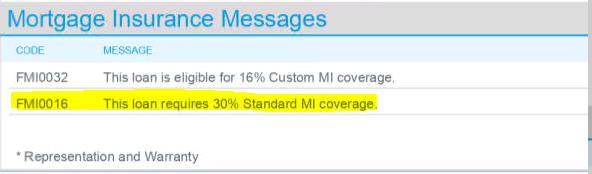 Mortgage Insurance Messages
CODE MESSAGE
FMI0032 This loan is eligible for 16% Custom MI coverage.
FMI0016 This loan requires 30% Standard MI coverage.
* Representation and Warranty